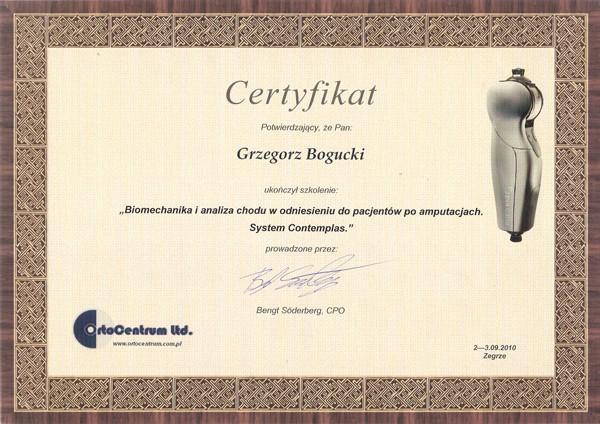 Certyfikat
Potwierdzający, że Pan:
Grzegorz Bogucki
ukończył szkolenie:
„Biomechanika i analiza chodu w odniesieniu do pacjentów po amputacjach.
System Contemplas.”
prowadzone przez:
Bengt Söderberg, CPO
OrtoCentrum Ltd.
www.ortocentrum.com.pl
2—3.09.2010
Zegrze